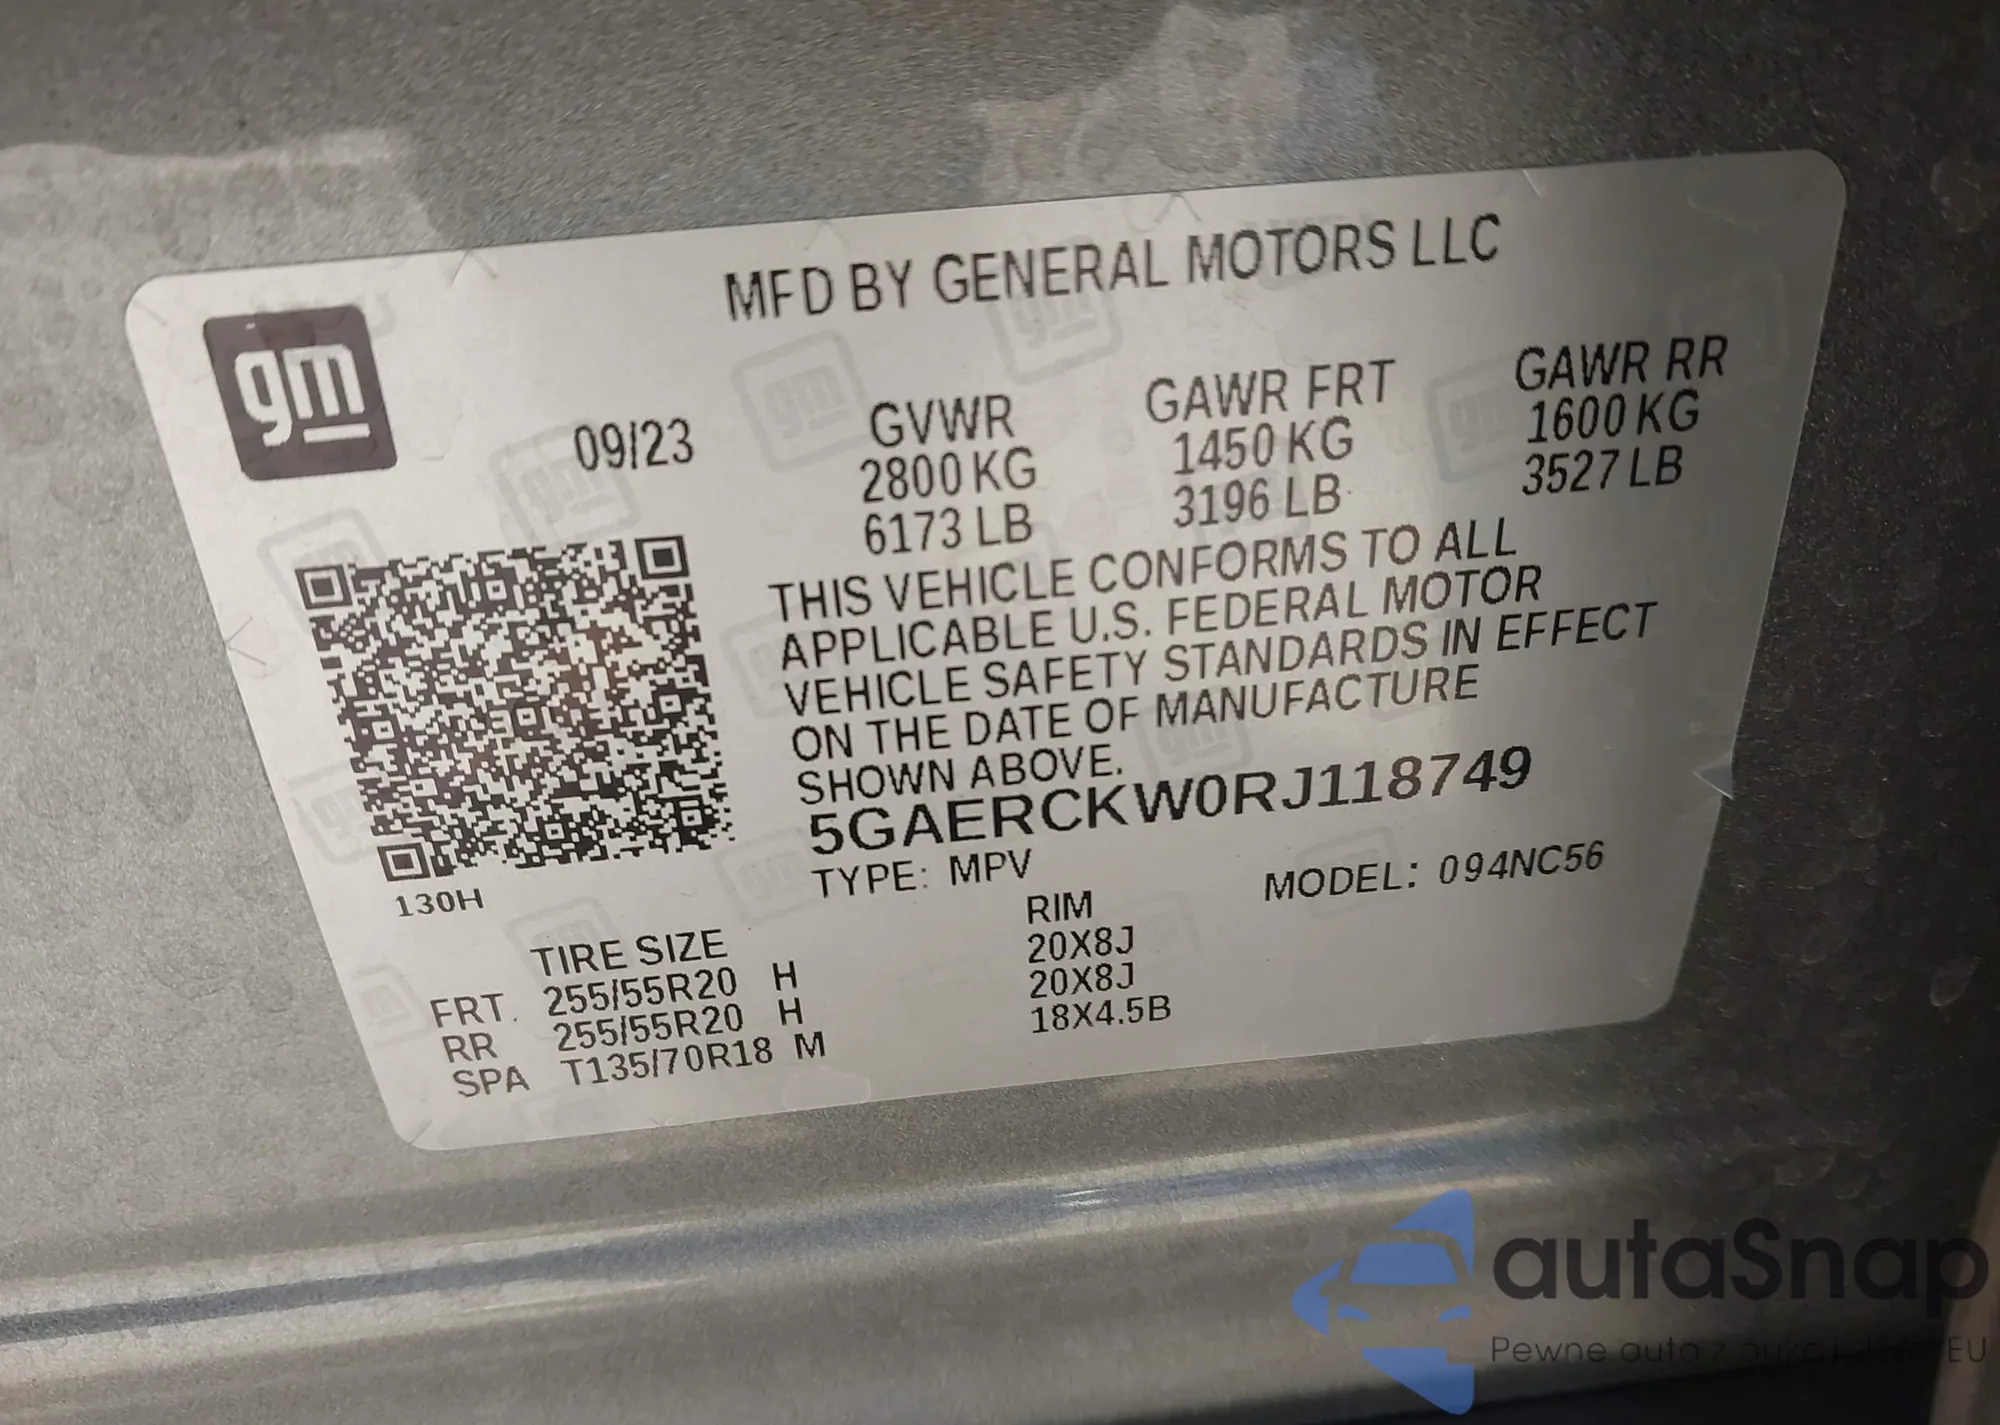 MFD BY GENERAL MOTORS LLC
gm
09/23
GVWR
2800 KG
6173 LB
GAWR FRT
1450 KG
3196 LB
GAWR RR
1600 KG
3527 LB
THIS VEHICLE CONFORMS TO ALL
APPLICABLE U.S. FEDERAL MOTOR
VEHICLE SAFETY STANDARDS IN EFFECT
ON THE DATE OF MANUFACTURE
SHOWN ABOVE.
5GAERCKW0RJ118749
TYPE: MPV
MODEL: 094NC56
130H
TIRE SIZE RIM
FRT. 255/55R20 H 20X8J
RR 255/55R20 H 20X8J
SPA T135/70R18 M 18X4.5B
autaSnap
Pewne auto z EU